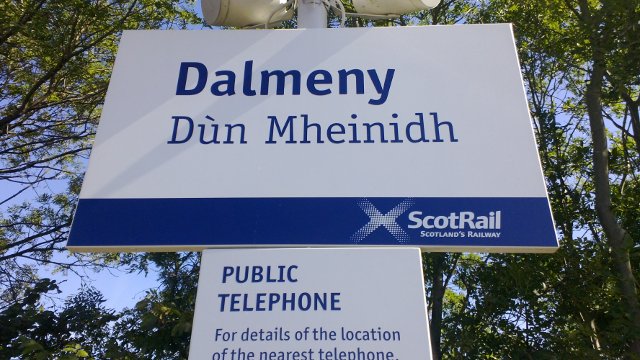 Dalmeny
Dùn Mheinidh
ScotRail
SCOTLAND'S RAILWAY
PUBLIC
TELEPHONE
For details of the location
of the nearest telephone,